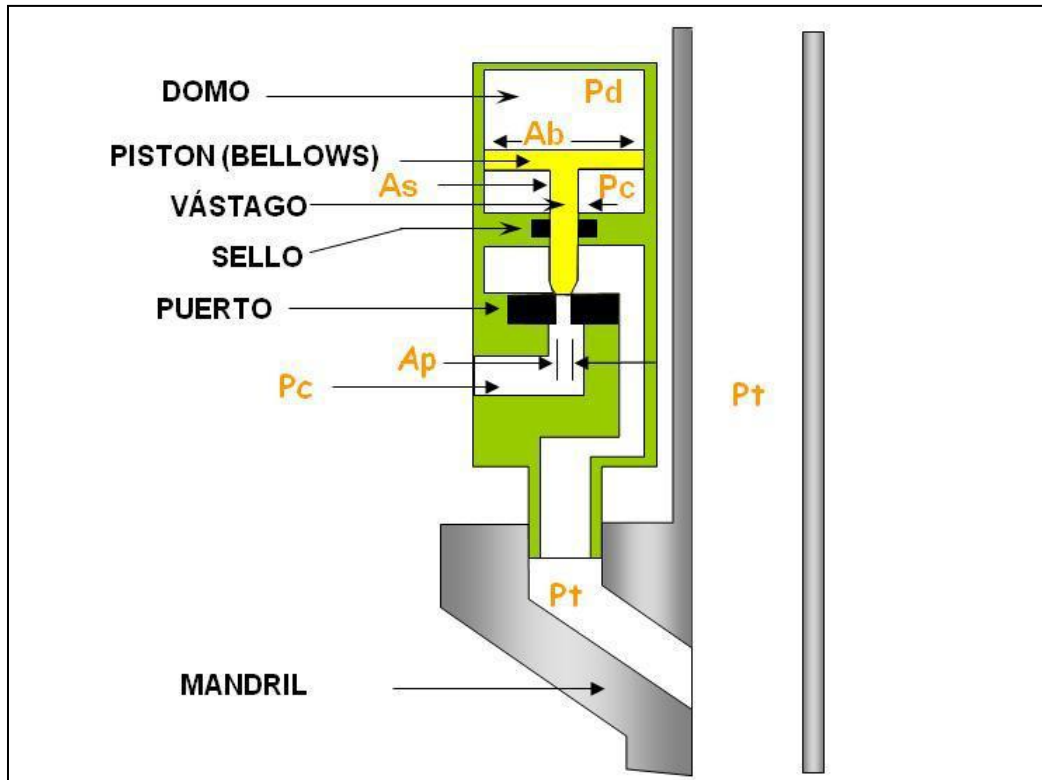 DOMO
Pd
Ab
PISTON (BELLOWS)
As
Pc
VÁSTAGO
SELLO
PUERTO
Ap
Pc
Pt
Pt
MANDRIL